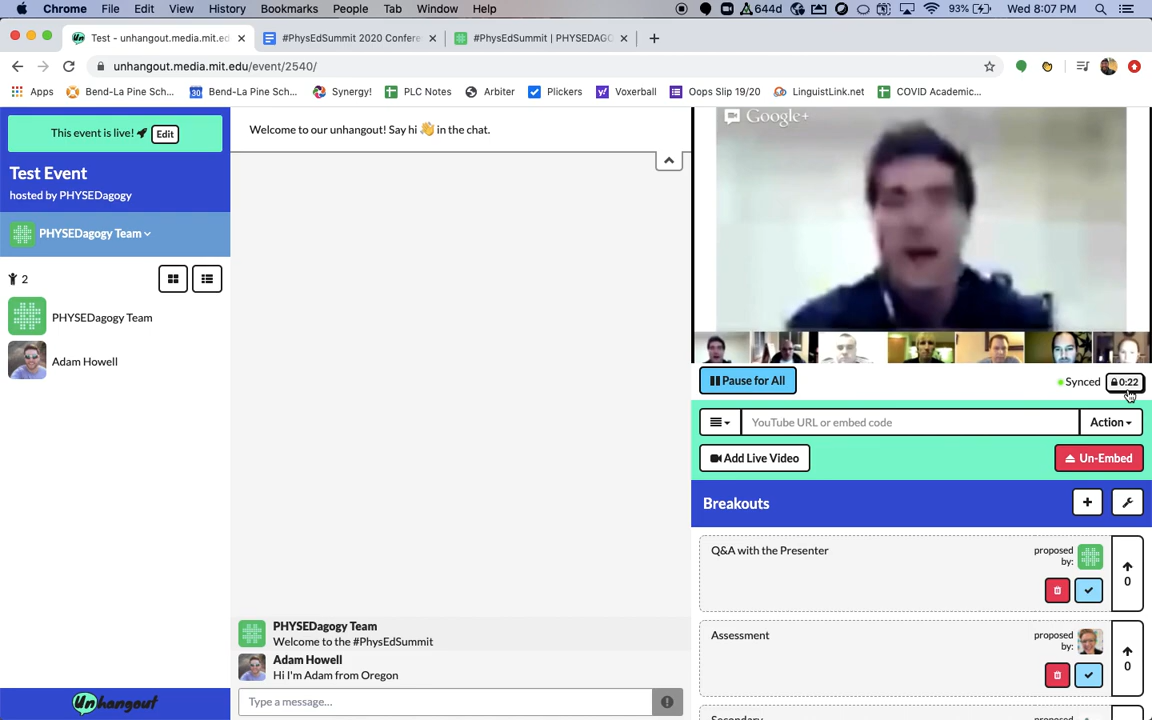 Chrome File Edit View History Bookmarks People Tab Window Help 644d 93% Wed 8:07 PM
Test - unhangout.media.mit.ed
#PhysEdSummit 2020 Confere
#PhysEdSummit | PHYSEDAGO
unhangout.media.mit.edu/event/2540/
Apps Bend-La Pine Sch... 30 Bend-La Pine Sch... Synergy! PLC Notes Arbiter Plickers Voxerball Oops Slip 19/20 LinguistLink.net COVID Academic...
This event is live! Edit
Test Event
hosted by PHYSEDagogy
PHYSEDagogy Team
2
PHYSEDagogy Team
Adam Howell
Unhangout
Welcome to our unhangout! Say hi 👋 in the chat.
PHYSEDagogy Team
Welcome to the #PhysEdSummit
Adam Howell
Hi I'm Adam from Oregon
Type a message...
Google+
Pause for All
Synced 0:22
YouTube URL or embed code
Action
Add Live Video
Un-Embed
Breakouts
Q&A with the Presenter
proposed
by:
0
Assessment
proposed
by:
0
Secondary